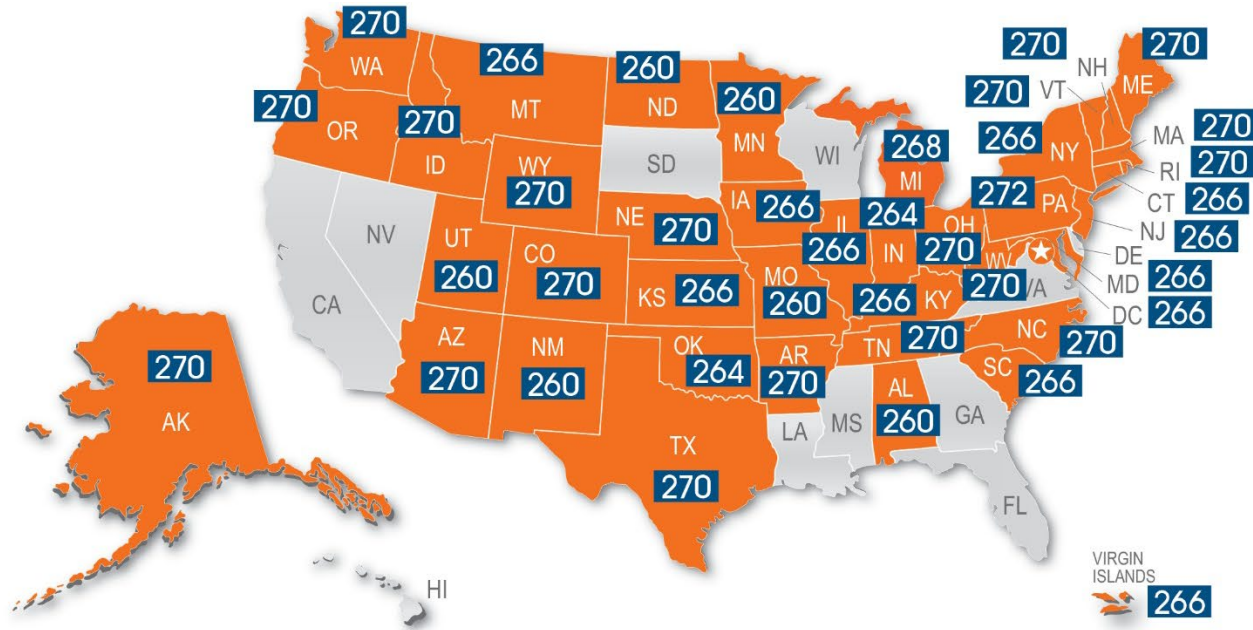 270
WA
266
MT
260
ND
260
MN
270
NH
270
ME
270
VT
270
OR
270
ID
WY
270
SD
WI
268
MI
266
NY
MA 270
RI 270
CT 266
NJ 266
DE
MD 266
DC 266
NE
270
IA
266
IL
266
264
IN
OH
270
272
PA
NV
UT
260
CO
270
KS
266
MO
260
266
KY
WV
270
VA
CA
AZ
270
NM
260
OK
264
AR
270
TN
270
NC
270
SC
266
270
AK
TX
270
LA
MS
AL
260
GA
FL
HI
VIRGIN
ISLANDS
266